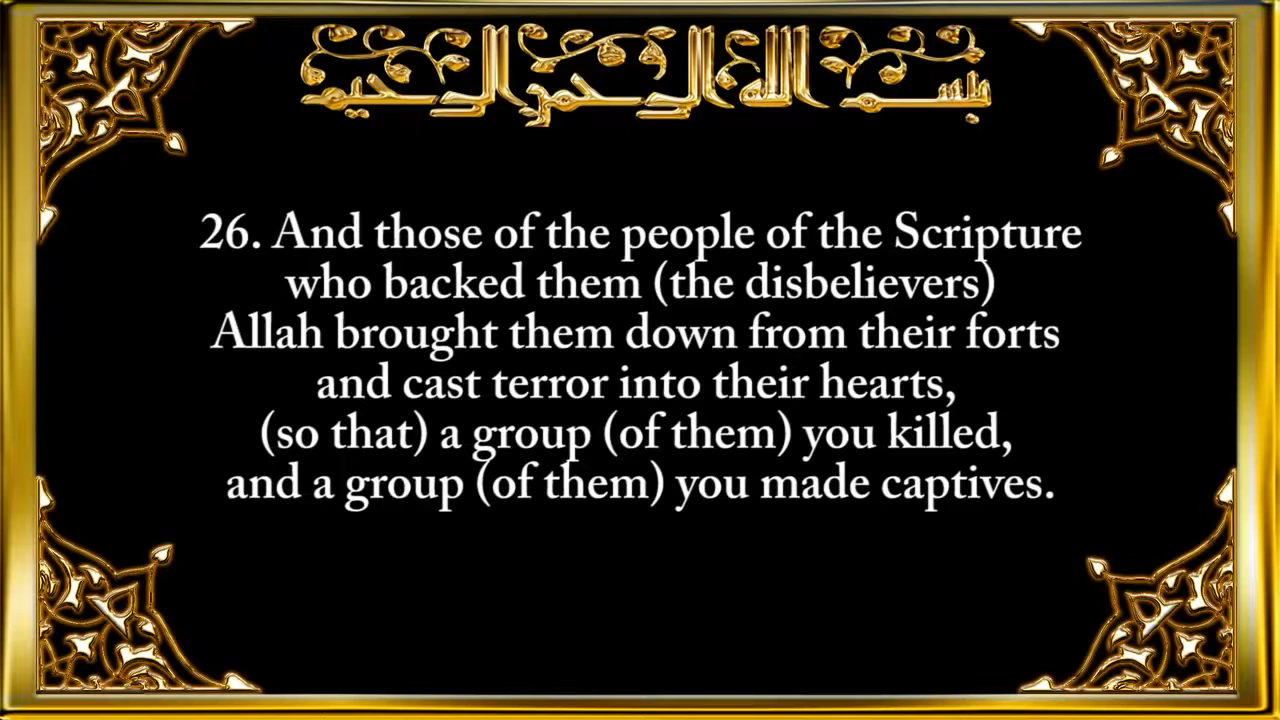 بسم الله الرحمن الرحيم
26. And those of the people of the Scripture
who backed them (the disbelievers)
Allah brought them down from their forts
and cast terror into their hearts,
(so that) a group (of them) you killed,
and a group (of them) you made captives.